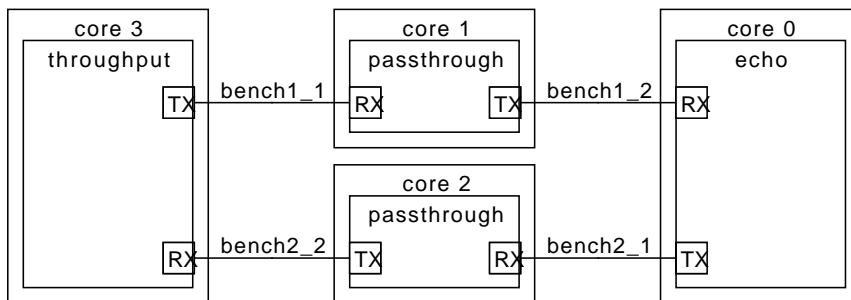 core 3
throughput
TX
RX
bench1_1
core 1
passthrough
RX
TX
bench1_2
core 0
echo
RX
TX
bench2_2
core 2
passthrough
TX
RX
bench2_1